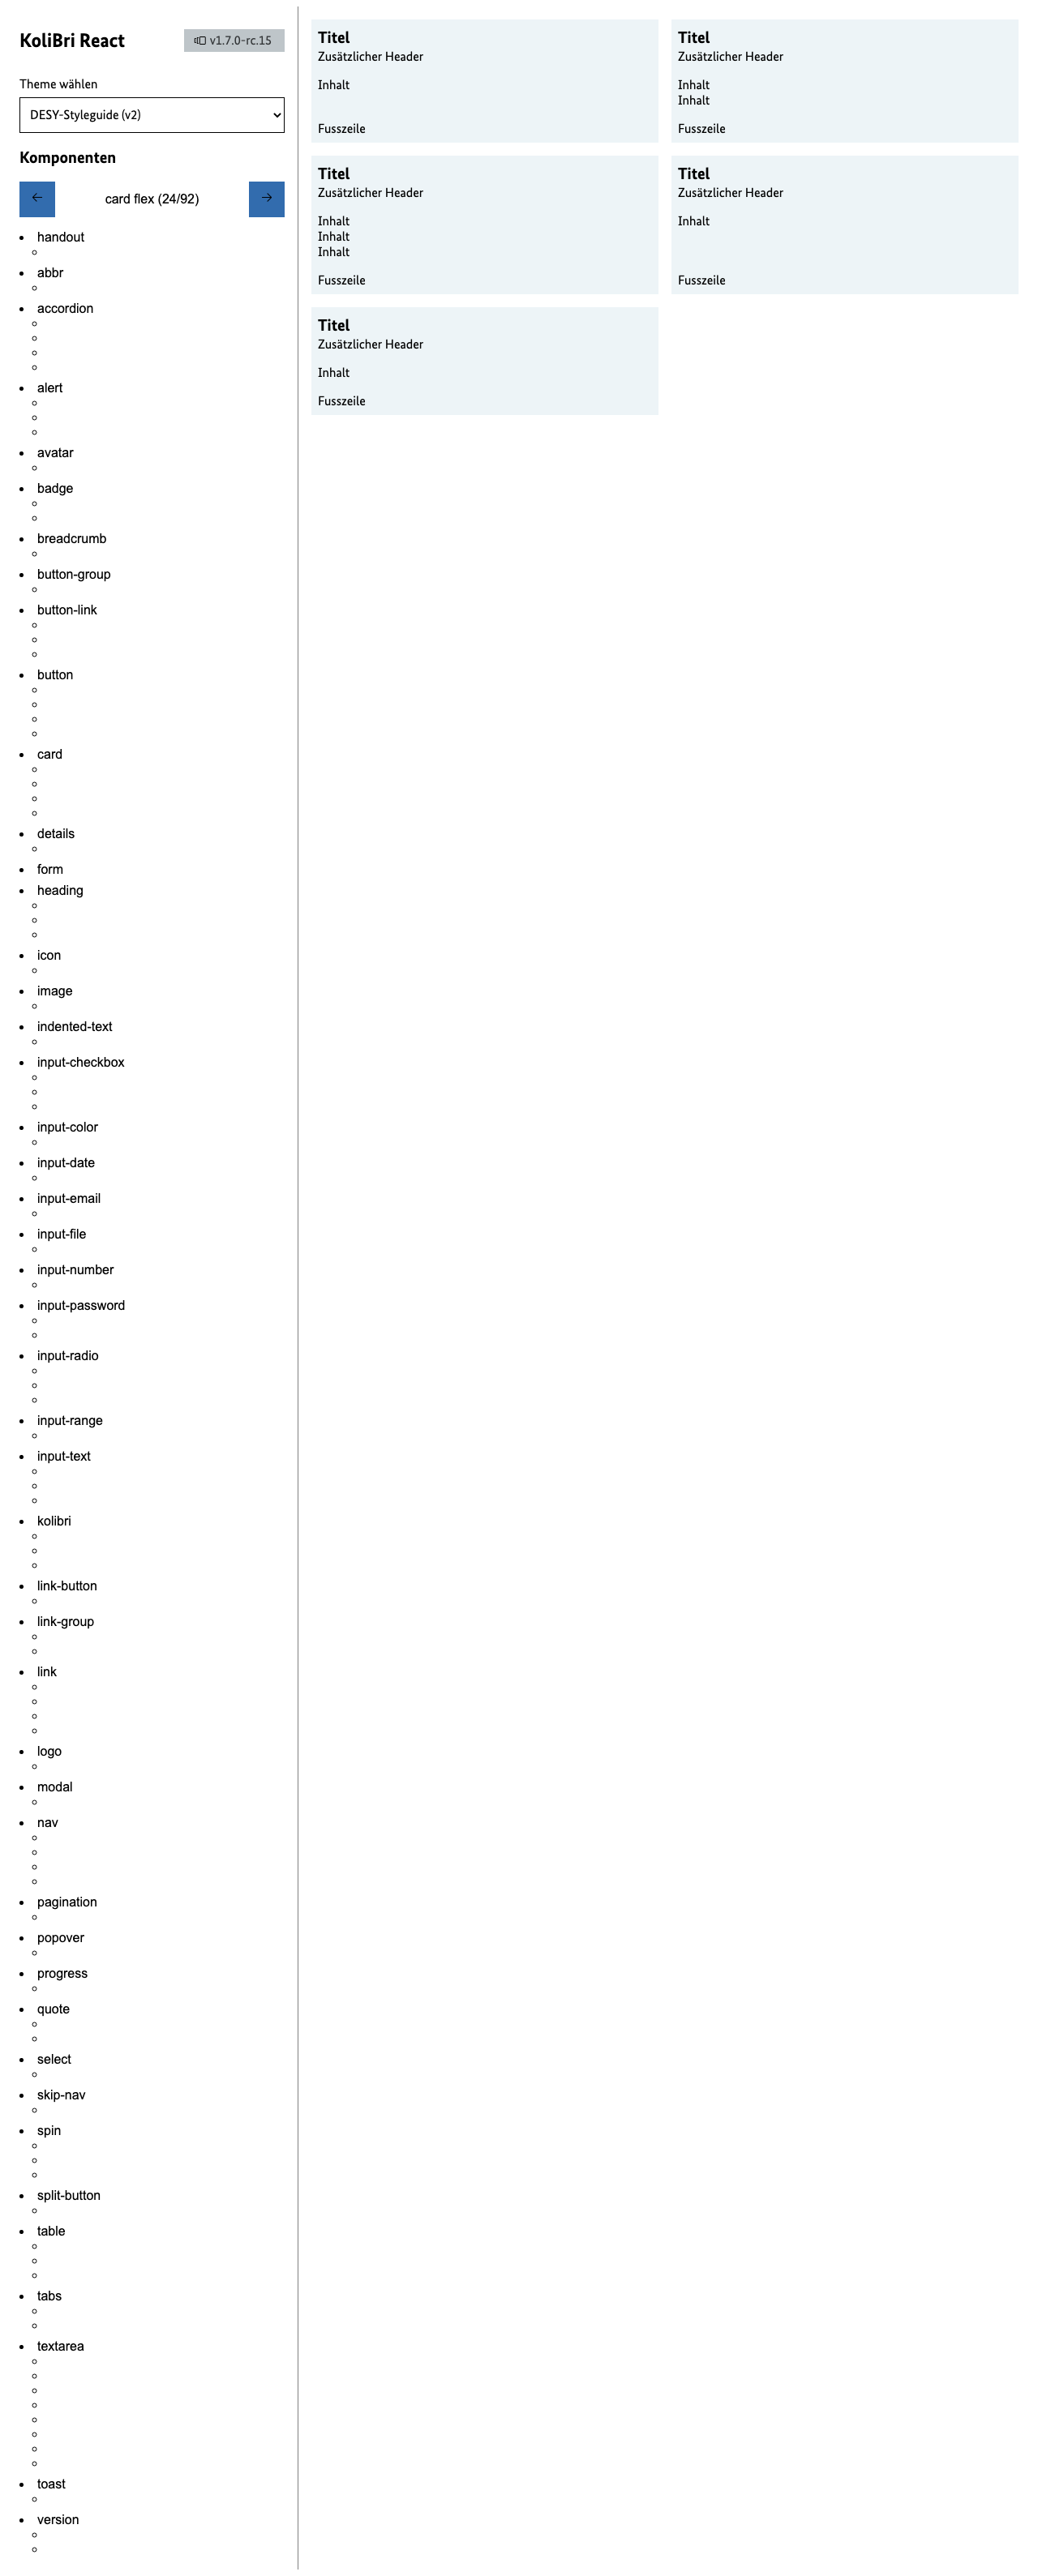 KoliBri React
v1.7.0-rc.15
Theme wählen
DESY-Styleguide (v2)
Komponenten
card flex (24/92)
handout
abbr
accordion
alert
avatar
badge
breadcrumb
button-group
button-link
button
card
details
form
heading
icon
image
indented-text
input-checkbox
input-color
input-date
input-email
input-file
input-number
input-password
input-radio
input-range
input-text
kolibri
link-button
link-group
link
logo
modal
nav
pagination
popover
progress
quote
select
skip-nav
spin
split-button
table
tabs
textarea
toast
version
Titel
Zusätzlicher Header
Inhalt
Fusszeile
Titel
Zusätzlicher Header
Inhalt
Inhalt
Fusszeile
Titel
Zusätzlicher Header
Inhalt
Inhalt
Inhalt
Fusszeile
Titel
Zusätzlicher Header
Inhalt
Fusszeile
Titel
Zusätzlicher Header
Inhalt
Fusszeile